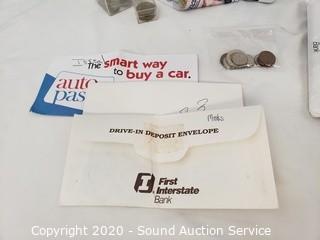 the smart way
to buy a car.
auto
pas
DRIVE-IN DEPOSIT ENVELOPE
First
Interstate
Bank
Bank
Copyright 2020 - Sound Auction Service